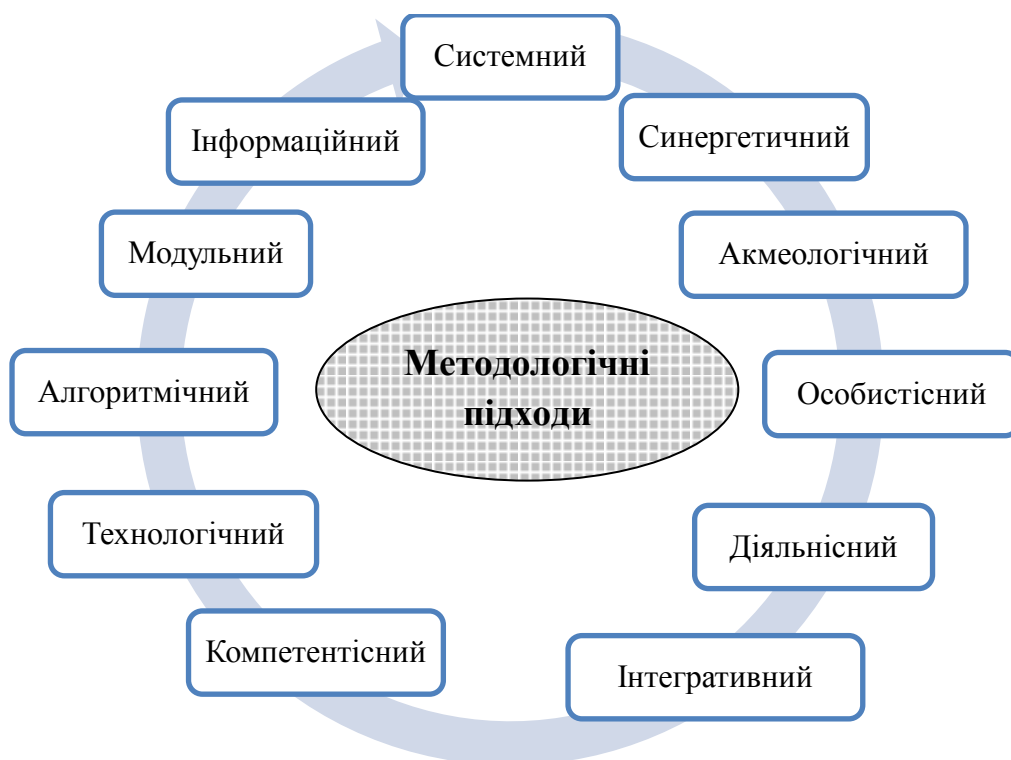 Системний
Синергетичний
Акмеологічний
Особистісний
Діяльнісний
Інтегративний
Компетентісний
Технологічний
Алгоритмічний
Модульний
Інформаційний
Методологічні
підходи